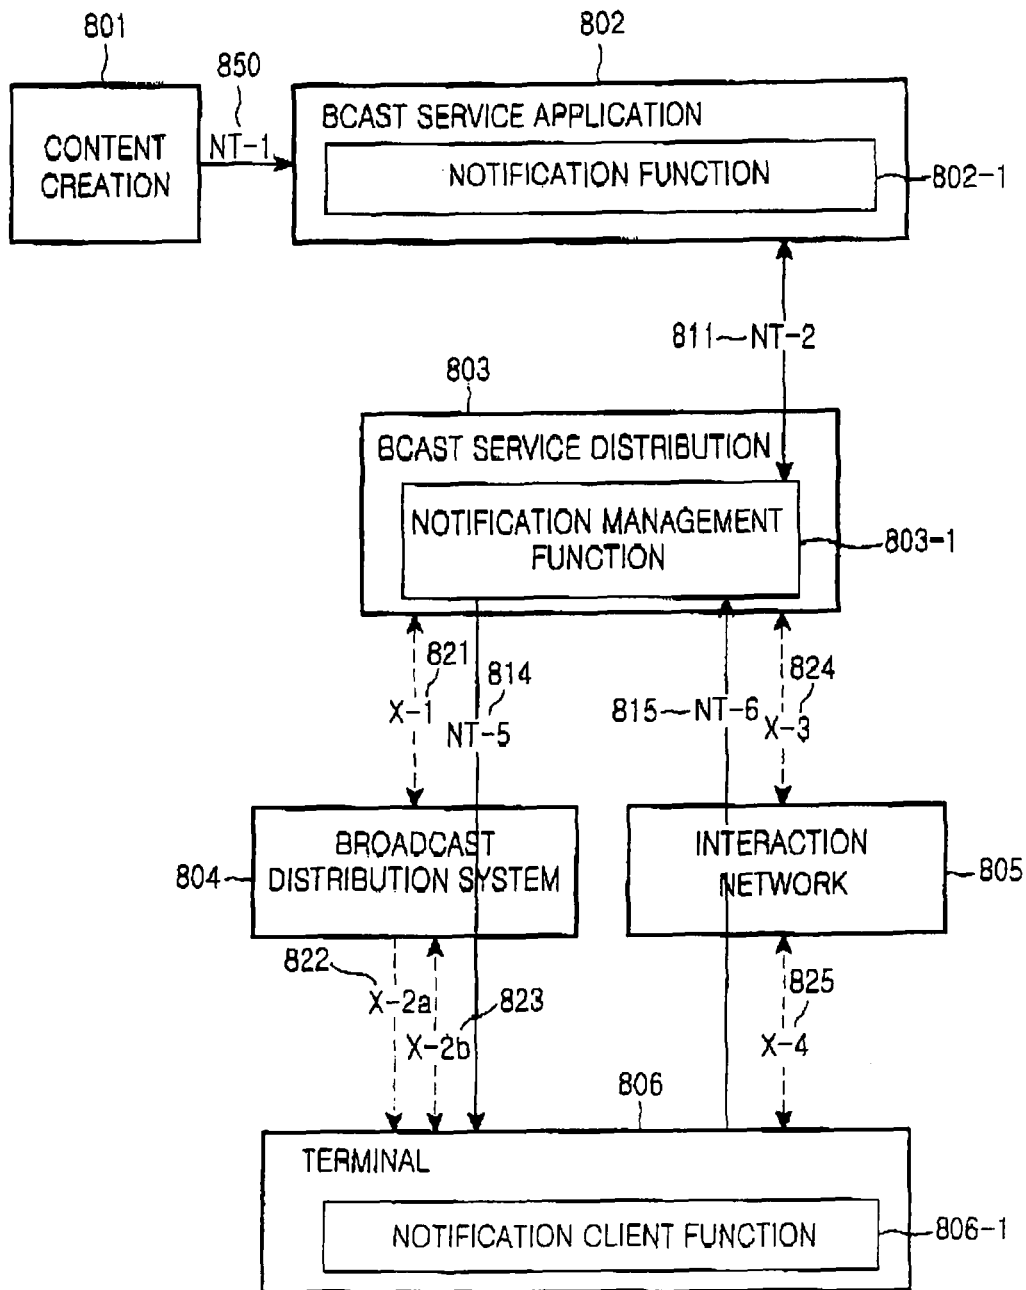 801
802
850
BCAST SERVICE APPLICATION
CONTENT
CREATION
NT-1
NOTIFICATION FUNCTION
802-1
811
NT-2
803
BCAST SERVICE DISTRIBUTION
NOTIFICATION MANAGEMENT
FUNCTION
803-1
821
814
824
X-1
815
NT-6
X-3
NT-5
BROADCAST
DISTRIBUTION SYSTEM
804
INTERACTION
NETWORK
805
822
X-2a
823
X-2b
825
X-4
806
TERMINAL
NOTIFICATION CLIENT FUNCTION
806-1